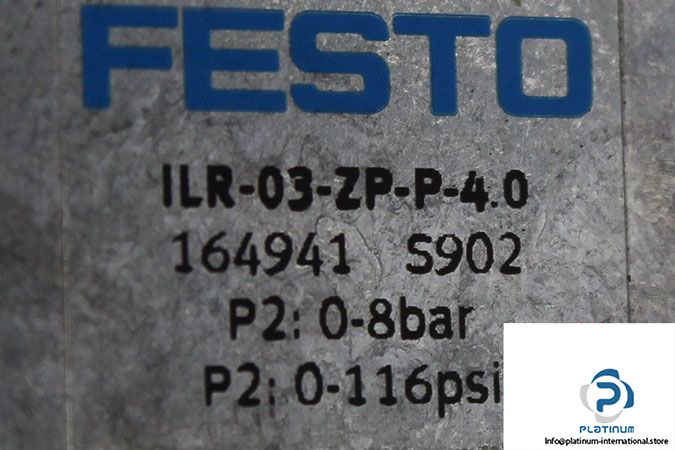 FESTO
ILR-03-ZP-P-4.0
164941 S902
P2: 0-8bar
P2: 0-116psi
PLATINUM
Info@platinum-international.store